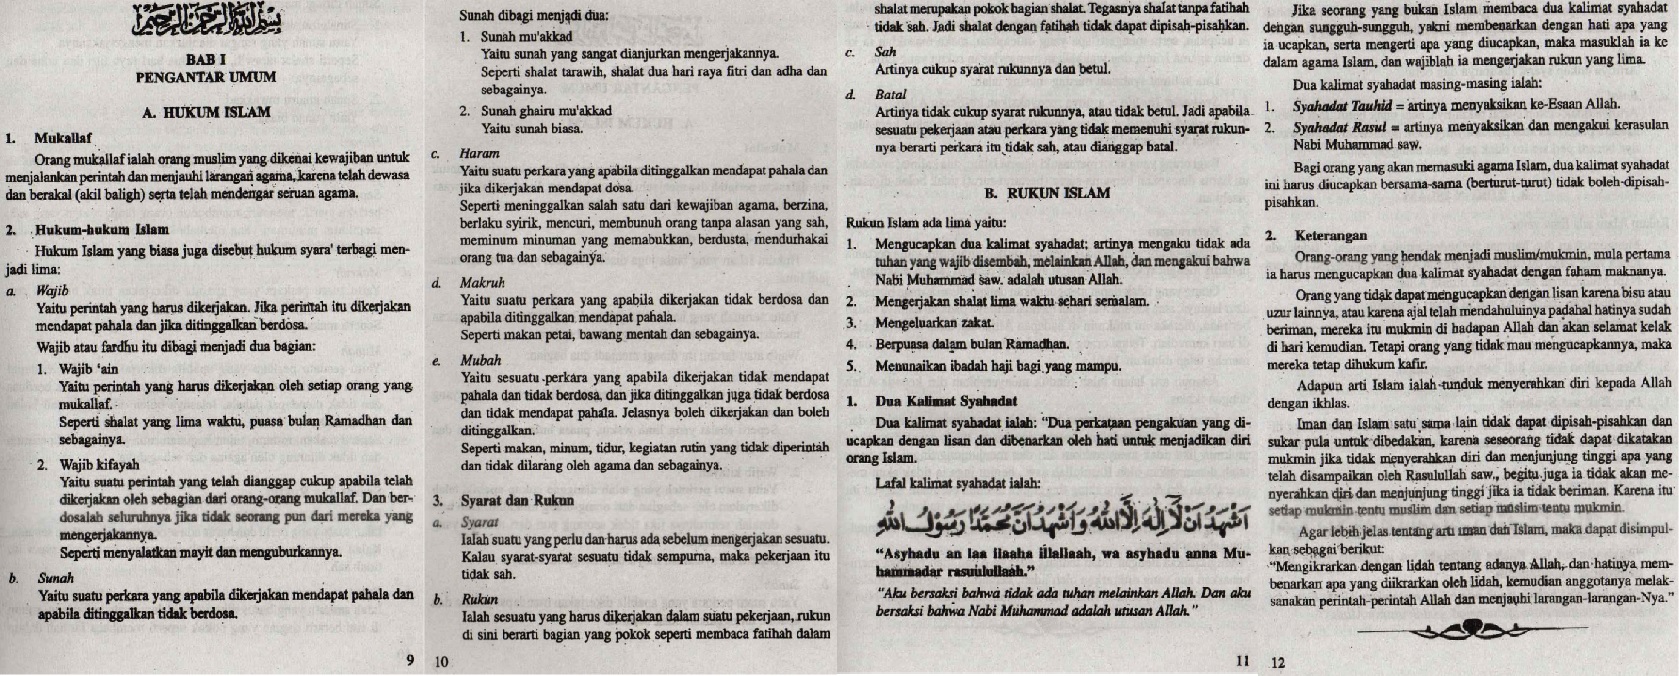 بسم الله الرحمن الرحيم
BAB I
PENGANTAR UMUM
A. HUKUM ISLAM
1. Mukallaf
Orang mukallaf ialah orang muslim yang dikenai kewajiban untuk
menjalankan perintah dan menjauhi larangan agama, karena telah dewasa
dan berakal (akil baligh) serta telah mendengar seruan agama.
2. Hukum-hukum Islam
Hukum Islam yang biasa juga disebut hukum syara' terbagi men-
jadi lima:
a. Wajib
Yaitu perintah yang harus dikerjakan. Jika perintah itu dikerjakan
mendapat pahala dan jika ditinggalkan berdosa.
Wajib atau fardhu itu dibagi menjadi dua bagian:
1. Wajib 'ain
Yaitu perintah yang harus dikerjakan oleh setiap orang yang
mukallaf.
Seperti shalat yang lima waktu, puasa bulan Ramadhan dan
sebagainya.
2. Wajib kifayah
Yaitu suatu perintah yang telah dianggap cukup apabila telah
dikerjakan oleh sebagian dari orang-orang mukallaf. Dan ber-
dosalah seluruhnya jika tidak seorang pun dari mereka yang
mengerjakannya.
Seperti menyalatkan mayit dan menguburkannya.
b. Sunah
Yaitu suatu perkara yang apabila dikerjakan mendapat pahala dan
apabila ditinggalkan tidak berdosa.
9
Sunah dibagi menjadi dua:
1. Sunah mu'akkad
Yaitu sunah yang sangat dianjurkan mengerjakannya.
Seperti shalat tarawih, shalat dua hari raya fitri dan adha dan
sebagainya.
2. Sunah ghairu mu'akkad
Yaitu sunah biasa.
c. Haram
Yaitu suatu perkara yang apabila ditinggalkan mendapat pahala dan
jika dikerjakan mendapat dosa.
Seperti meninggalkan salah satu dari kewajiban agama, berzina,
berlaku syirik, mencuri, membunuh orang tanpa alasan yang sah,
meminum minuman yang memabukkan, berdusta, mendurhakai
orang tua dan sebagainya.
d. Makruh
Yaitu suatu perkara yang apabila dikerjakan tidak berdosa dan
apabila ditinggalkan mendapat pahala.
Seperti makan petai, bawang mentah dan sebagainya.
e. Mubah
Yaitu sesuatu perkara yang apabila dikerjakan tidak mendapat
pahala dan tidak berdosa, dan jika ditinggalkan juga tidak berdosa
dan tidak mendapat pahala. Jelasnya boleh dikerjakan dan boleh
ditinggalkan.
Seperti makan, minum, tidur, kegiatan rutin yang tidak diperintah
dan tidak dilarang oleh agama dan sebagainya.
3. Syarat dan Rukun
a. Syarat
Ialah suatu yang perlu dan harus ada sebelum mengerjakan sesuatu.
Kalau syarat-syarat sesuatu tidak sempurna, maka pekerjaan itu
tidak sah.
b. Rukun
Ialah sesuatu yang harus dikerjakan dalam suatu pekerjaan, rukun
di sini berarti bagian yang pokok seperti membaca fatihah dalam
10
shalat merupakan pokok bagian shalat. Tegasnya shalat tanpa fatihah
tidak sah. Jadi shalat dengan fatihah tidak dapat dipisah-pisahkan.
c. Sah
Artinya cukup syarat rukunnya dan betul.
d. Batal
Artinya tidak cukup syarat rukunnya, atau tidak betul. Jadi apabila
sesuatu pekerjaan atau perkara yang tidak memenuhi syarat rukun-
nya berarti perkara itu tidak sah, atau dianggap batal.
B. RUKUN ISLAM
Rukun Islam ada lima yaitu:
1. Mengucapkan dua kalimat syahadat; artinya mengaku tidak ada
tuhan yang wajib disembah, melainkan Allah, dan mengakui bahwa
Nabi Muhammad saw. adalah utusan Allah.
2. Mengerjakan shalat lima waktu sehari semalam.
3. Mengeluarkan zakat.
4. Berpuasa dalam bulan Ramadhan.
5. Menunaikan ibadah haji bagi yang mampu.
1. Dua Kalimat Syahadat
Dua kalimat syahadat ialah: "Dua perkataan pengakuan yang di-
ucapkan dengan lisan dan dibenarkan oleh hati untuk menjadikan diri
orang Islam.
Lafal kalimat syahadat ialah:
اشهد ان لا اله الا الله واشهد ان محمدا رسول الله
"Asyhadu an laa ilaaha illallaah, wa asyhadu anna Mu-
hammadar rasuulullaah."
"Aku bersaksi bahwa tidak ada tuhan melainkan Allah. Dan aku
bersaksi bahwa Nabi Muhammad adalah utusan Allah."
11
Jika seorang yang bukan Islam membaca dua kalimat syahadat
dengan sungguh-sungguh, yakni membenarkan dengan hati apa yang
ia ucapkan, serta mengerti apa yang diucapkan, maka masuklah ia ke
dalam agama Islam, dan wajiblah ia mengerjakan rukun yang lima.
Dua kalimat syahadat masing-masing ialah:
1. Syahadat Tauhid = artinya menyaksikan ke-Esaan Allah.
2. Syahadat Rasul = artinya menyaksikan dan mengakui kerasulan
Nabi Muhammad saw.
Bagi orang yang akan memasuki agama Islam, dua kalimat syahadat
ini harus diucapkan bersama-sama (berturut-turut) tidak boleh-dipisah-
pisahkan.
2. Keterangan
Orang-orang yang hendak menjadi muslim/mukmin, mula pertama
ia harus mengucapkan dua kalimat syahadat dengan faham maknanya.
Orang yang tidak dapat mengucapkan dengan lisan karena bisu atau
uzur lainnya, atau karena ajal telah mendahuluinya padahal hatinya sudah
beriman, mereka itu mukmin di hadapan Allah dan akan selamat kelak
di hari kemudian. Tetapi orang yang tidak mau mengucapkannya, maka
mereka tetap dihukum kafir.
Adapun arti Islam ialah tunduk menyerahkan diri kepada Allah
dengan ikhlas.
Iman dan Islam satu sama lain tidak dapat dipisah-pisahkan dan
sukar pula untuk dibedakan, karena seseorang tidak dapat dikatakan
mukmin jika tidak menyerahkan diri dan menjunjung tinggi apa yang
telah disampaikan oleh Rasulullah saw., begitu juga ia tidak akan me-
nyerahkan diri dan menjunjung tinggi jika ia tidak beriman. Karena itu
setiap mukmin tentu muslim dan setiap muslim tentu mukmin.
Agar lebih jelas tentang arti iman dan Islam, maka dapat disimpul-
kan sebagai berikut:
"Mengikrarkan dengan lidah tentang adanya Allah, dan hatinya mem-
benarkan apa yang diikrarkan oleh lidah, kemudian anggotanya melak-
sanakan perintah-perintah Allah dan menjauhi larangan-larangan-Nya."
12